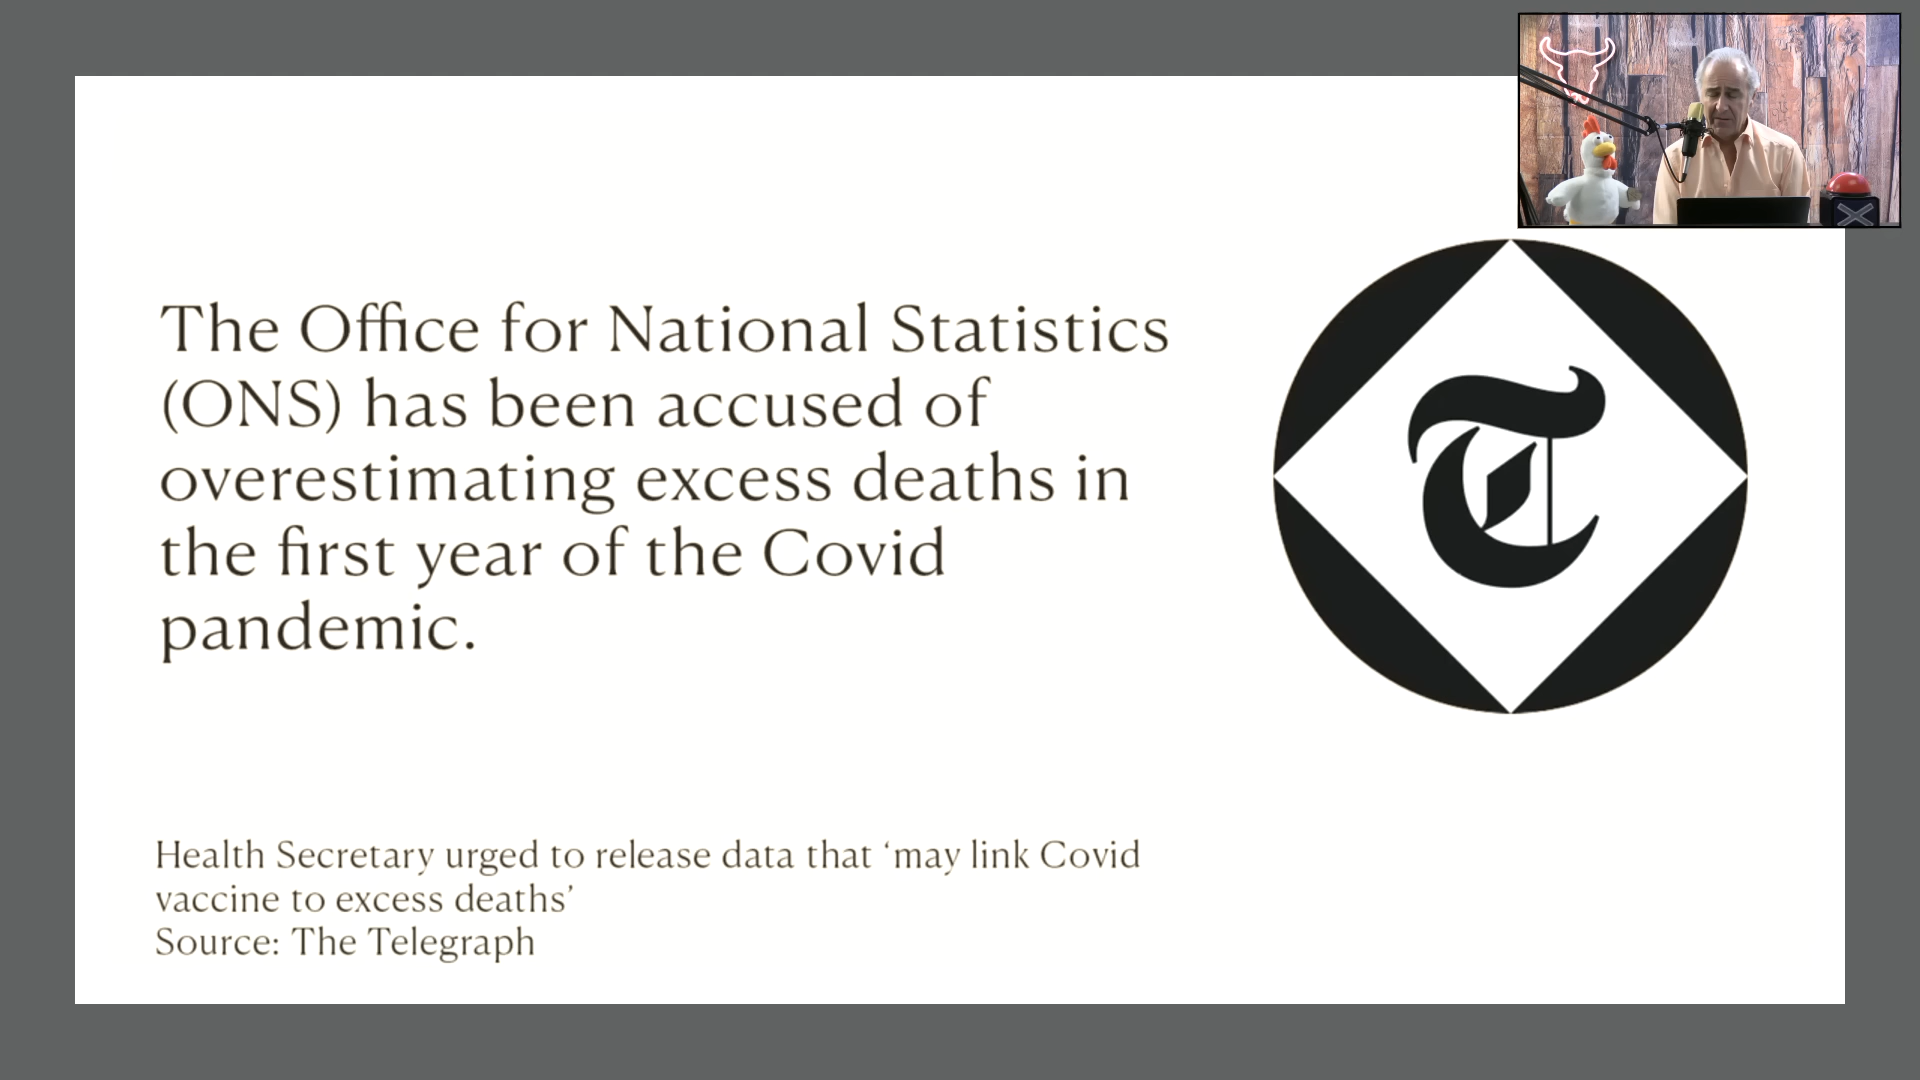 The Office for National Statistics
(ONS) has been accused of
overestimating excess deaths in
the first year of the Covid
pandemic.
T
Health Secretary urged to release data that ‘may link Covid
vaccine to excess deaths’
Source: The Telegraph